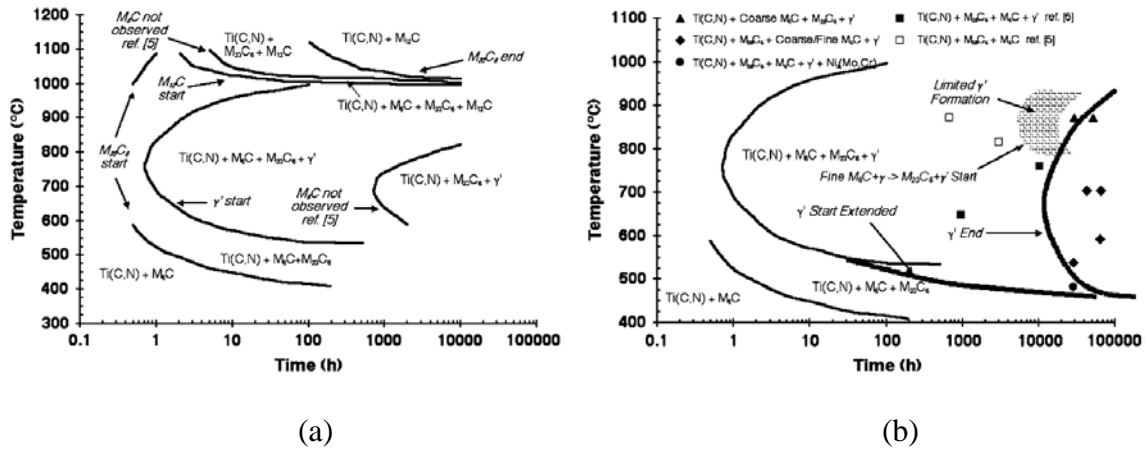 M₆C not
observed
ref. [5]
Ti(C,N) +
M₂₃C₆ + M₁₂C
Ti(C,N) + M₁₂C
M₂₃C₆ end
M₁₂C
start
Ti(C,N) + M₆C + M₂₃C₆ + M₁₂C
M₂₃C₆
start
Ti(C,N) + M₆C + M₂₃C₆ + γ'
Ti(C,N) + M₂₃C₆ + γ'
γ' start
M₆C not
observed
ref. [5]
Ti(C,N) + M₆C
Ti(C,N) + M₆C+M₂₃C₆
Temperature (°C)
1200
1100
1000
900
800
700
600
500
400
300
0.1 1 10 100 1000 10000 100000
Time (h)
(a)
▲ Ti(C,N) + Coarse M₆C + M₂₃C₆ + γ'
■ Ti(C,N) + M₂₃C₆ + M₆C + γ' ref. [5]
◆ Ti(C,N) + M₂₃C₆ + Coarse/Fine M₆C + γ'
□ Ti(C,N) + M₂₃C₆ + M₆C ref. [5]
● Ti(C,N) + M₂₃C₆ + M₆C + γ' + Ni₂(Mo,Cr)
Limited γ'
Formation
Ti(C,N) + M₆C + M₂₃C₆ + γ'
Fine M₆C+γ -> M₂₃C₆+γ' Start
γ' Start Extended
γ' End
Ti(C,N) + M₆C
Ti(C,N) + M₆C + M₂₃C₆
Temperature (°C)
1100
1000
900
800
700
600
500
400
0.1 1 10 100 1000 10000 100000
Time (h)
(b)